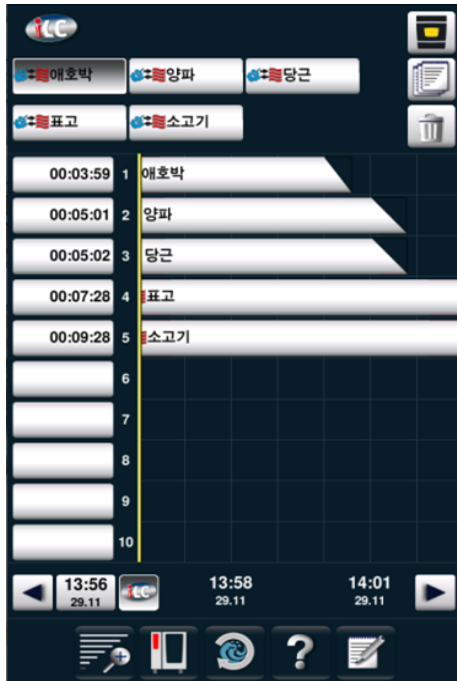 iLC
애호박 양파 당근
표고 소고기
00:03:59 1 애호박
00:05:01 2 양파
00:05:02 3 당근
00:07:28 4 표고
00:09:28 5 소고기
6
7
8
9
10
13:56 iLC 13:58 14:01
29.11 29.11 29.11
?